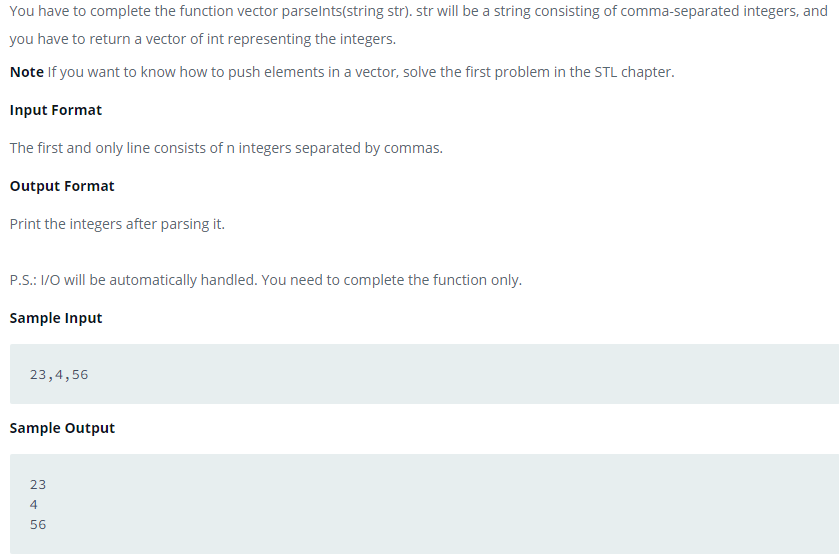 You have to complete the function vector parseInts(string str). str will be a string consisting of comma-separated integers, and
you have to return a vector of int representing the integers.
Note If you want to know how to push elements in a vector, solve the first problem in the STL chapter.
Input Format
The first and only line consists of n integers separated by commas.
Output Format
Print the integers after parsing it.
P.S.: I/O will be automatically handled. You need to complete the function only.
Sample Input
23,4,56
Sample Output
23
4
56